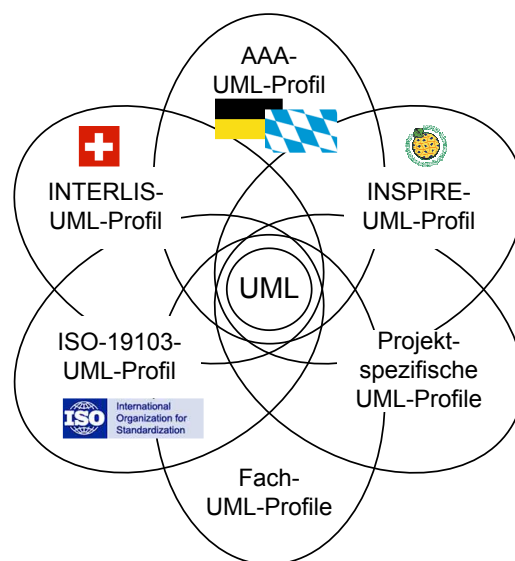 AAA-
UML-Profil
INTERLIS-
UML-Profil
INSPIRE-
UML-Profil
UML
ISO-19103-
UML-Profil
ISO
International
Organization for
Standardization
Projekt-
spezifische
UML-Profile
Fach-
UML-Profile